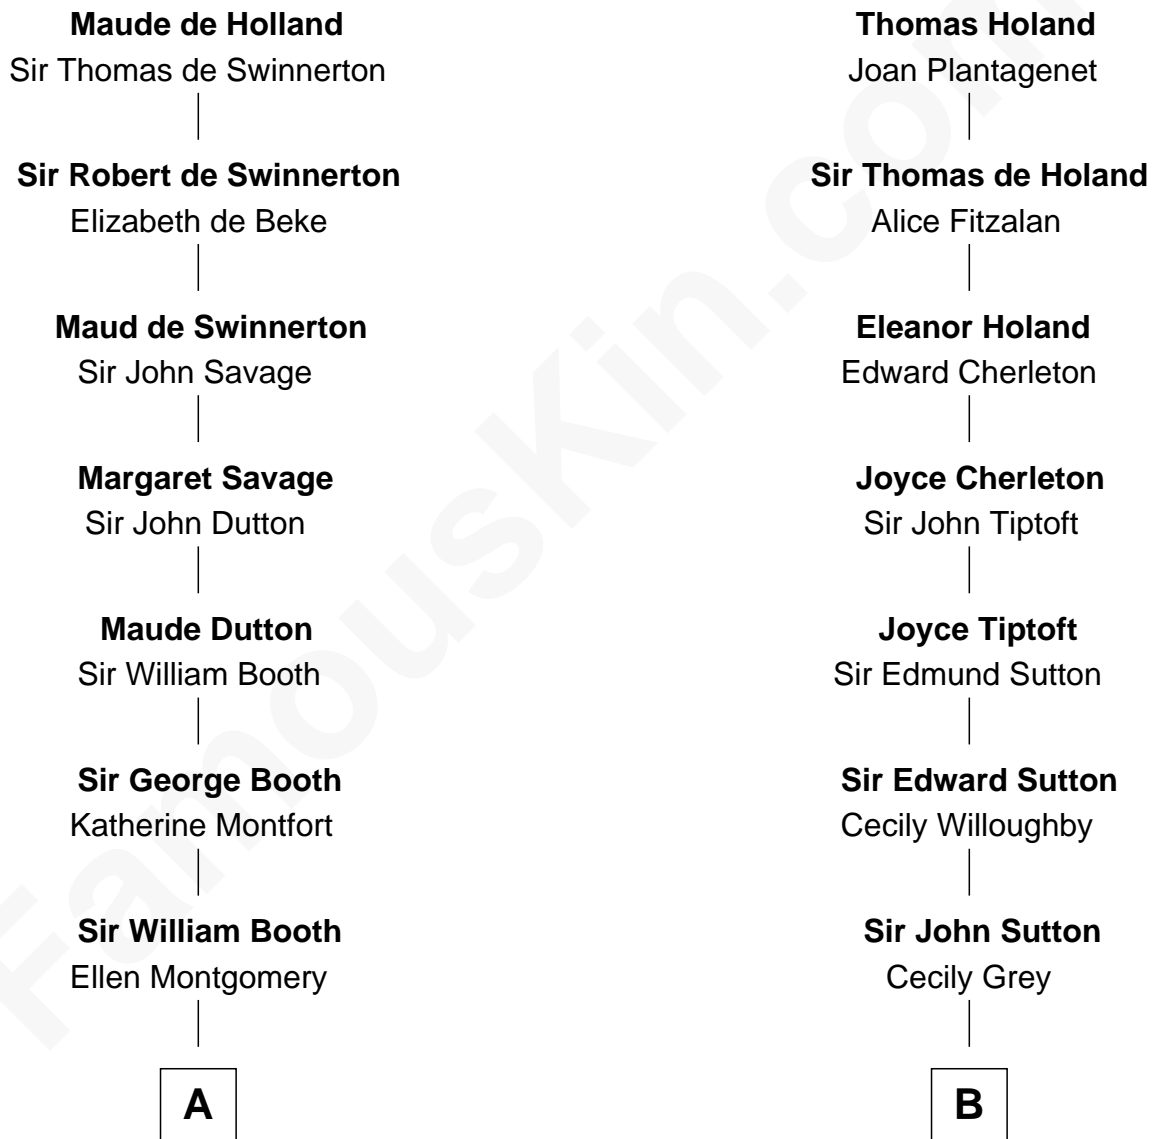 Maude de Holland
Sir Thomas de Swinnerton
Sir Robert de Swinnerton
Elizabeth de Beke
Maud de Swinnerton
Sir John Savage
Margaret Savage
Sir John Dutton
Maude Dutton
Sir William Booth
Sir George Booth
Katherine Montfort
Sir William Booth
Ellen Montgomery
A
Thomas Holand
Joan Plantagenet
Sir Thomas de Holand
Alice Fitzalan
Eleanor Holand
Edward Cherleton
Joyce Cherleton
Sir John Tiptoft
Joyce Tiptoft
Sir Edmund Sutton
Sir Edward Sutton
Cecily Willoughby
Sir John Sutton
Cecily Grey
B
FamousKin.com